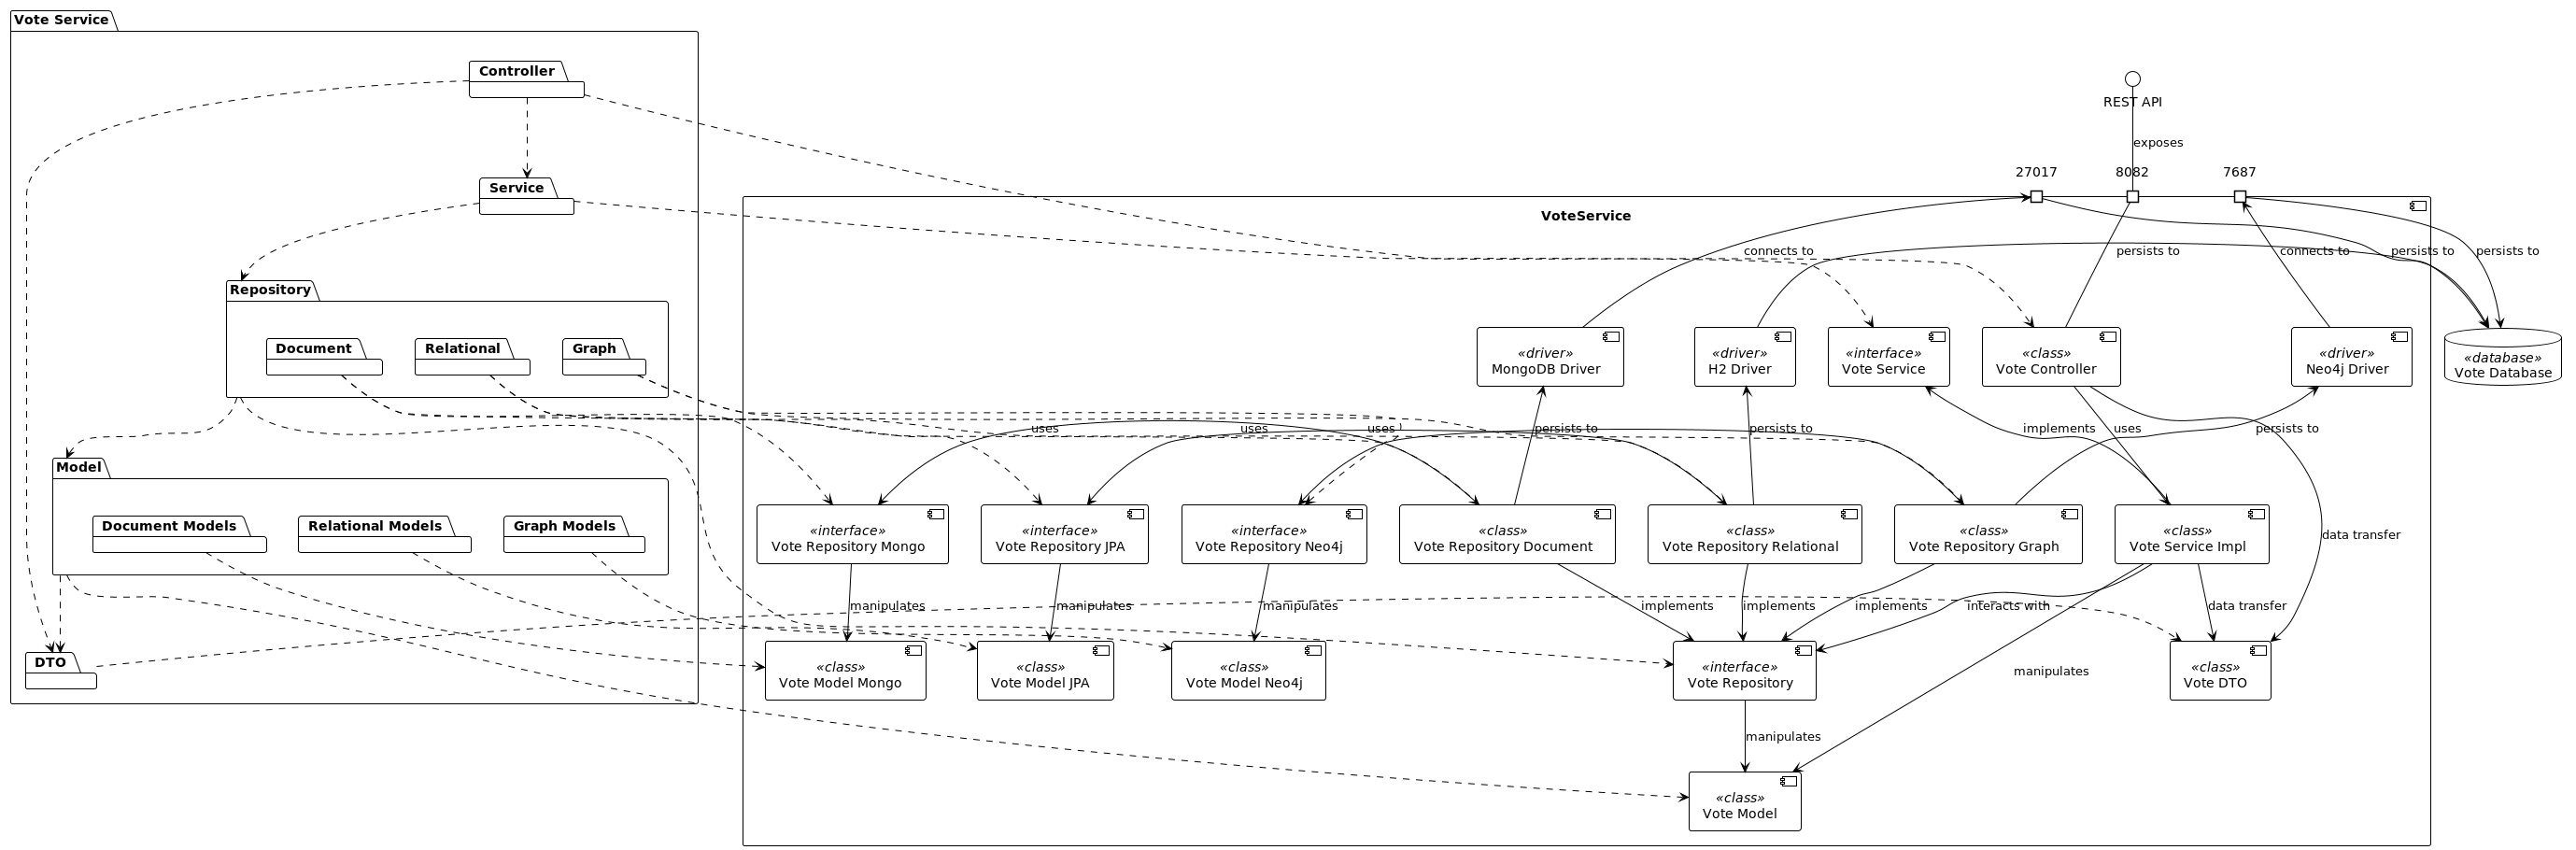 Vote Service
Controller
REST API
exposes
27017
8082
7687
Service
VoteService
connects to
persists to
connects to
persists to
persists to
Repository
Document
Relational
Graph
«driver»
MongoDB Driver
«driver»
H2 Driver
«interface»
Vote Service
«class»
Vote Controller
«driver»
Neo4j Driver
«database»
Vote Database
uses
uses
uses
persists to
persists to
implements
uses
persists to
Model
Document Models
Relational Models
Graph Models
«interface»
Vote Repository Mongo
«interface»
Vote Repository JPA
«interface»
Vote Repository Neo4j
«class»
Vote Repository Document
«class»
Vote Repository Relational
«class»
Vote Repository Graph
«class»
Vote Service Impl
data transfer
manipulates
manipulates
manipulates
implements
implements
implements
interacts with
data transfer
DTO
«class»
Vote Model Mongo
«class»
Vote Model JPA
«class»
Vote Model Neo4j
«interface»
Vote Repository
manipulates
«class»
Vote DTO
manipulates
«class»
Vote Model